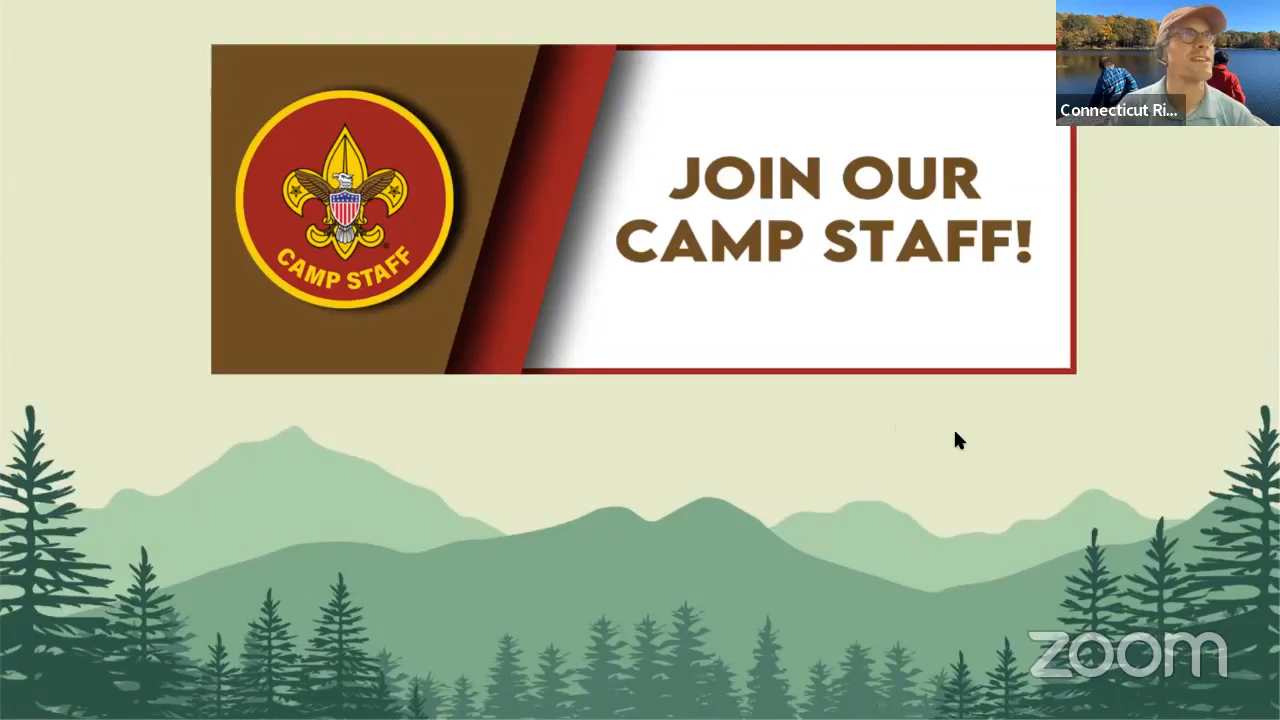 Connecticut Ri...
JOIN OUR
CAMP STAFF!
CAMP STAFF
zoom